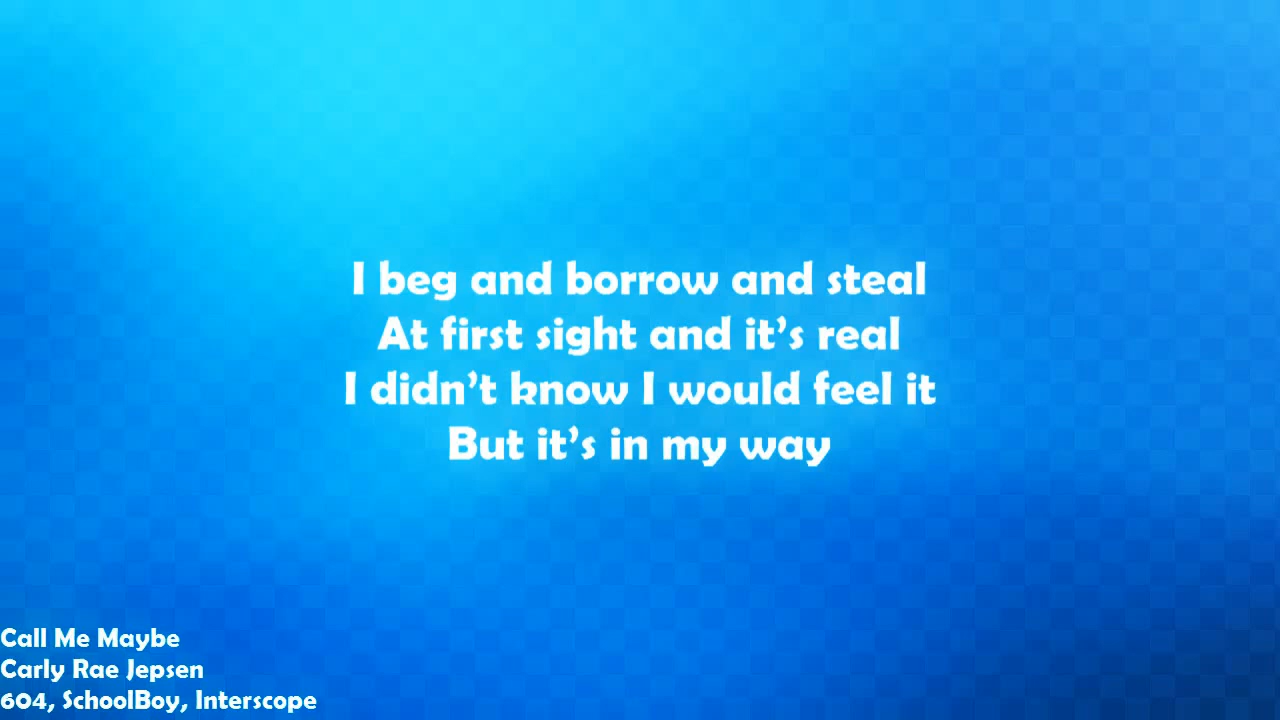 I beg and borrow and steal
At first sight and it's real
I didn't know I would feel it
But it's in my way
Call Me Maybe
Carly Rae Jepsen
604, SchoolBoy, Interscope